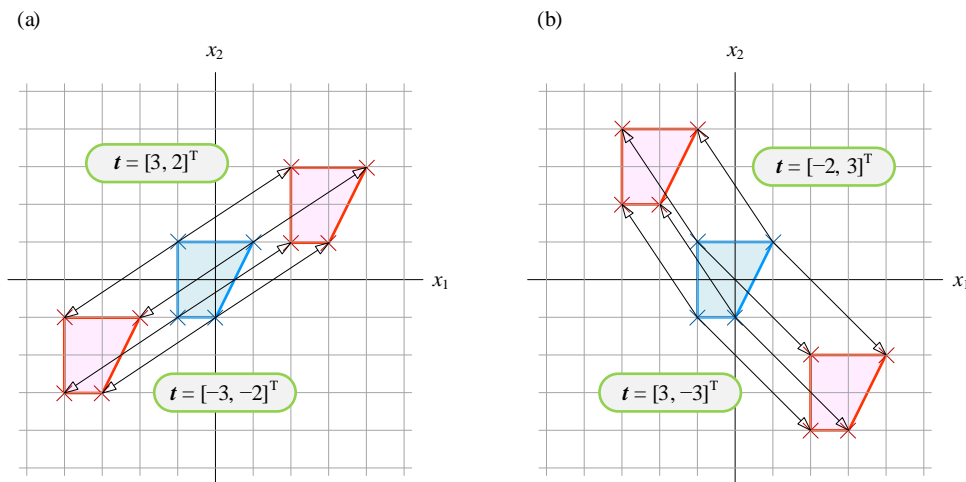 (a)
x₂
t = [3, 2]ᵀ
x₁
t = [−3, −2]ᵀ
(b)
x₂
t = [−2, 3]ᵀ
x₁
t = [3, −3]ᵀ